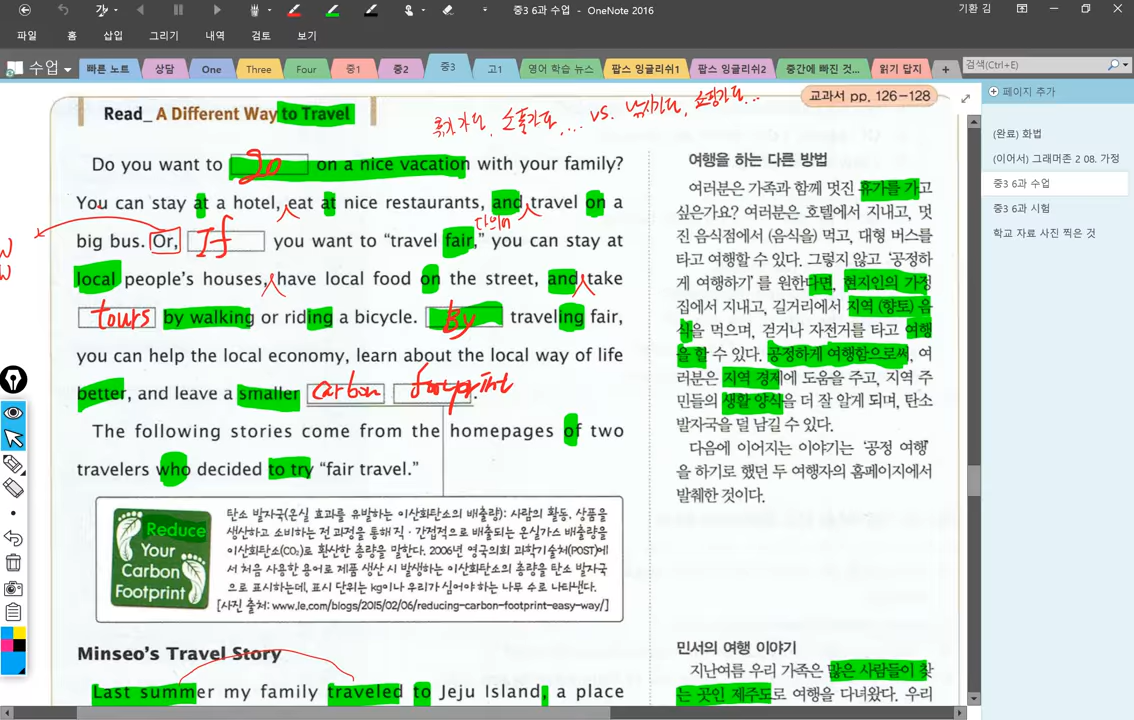 중3 6과 수업 - OneNote 2016
기환 김
파일 홈 삽입 그리기 내역 검토 보기
수업 빠른 노트 상담 One Three Four 중1 중2 중3 고1 영어 학습 뉴스 팝스 잉글리쉬1 팝스 잉글리쉬2 중간에 빠진 것... 읽기 답지 + 검색(Ctrl+E)
페이지 추가
(완료) 화법
(이어서) 그래머존 2 08. 가정
중3 6과 수업
중3 6과 시험
학교 자료 사진 찍은 것
Read_ A Different Way to Travel
휴가가다, 소풍가다, ... vs. 낚시가다, 쇼핑가다...
교과서 pp. 126–128
Do you want to go on a nice vacation with your family?
You can stay at a hotel, eat at nice restaurants, and travel on a
big bus. Or, If you want to “travel fair,” you can stay at
local people’s houses, have local food on the street, and take
tours by walking or riding a bicycle. By traveling fair,
you can help the local economy, learn about the local way of life
better, and leave a smaller carbon footprint.
The following stories come from the homepages of two
travelers who decided to try “fair travel.”
Reduce
Your
Carbon
Footprint
탄소 발자국(온실 효과를 유발하는 이산화탄소의 배출량): 사람의 활동, 상품을
생산하고 소비하는 전 과정을 통해 직·간접적으로 배출되는 온실가스 배출량을
이산화탄소(CO₂)로 환산한 총량을 말한다. 2006년 영국의회 과학기술처(POST)에
서 처음 사용한 용어로 제품 생산 시 발생하는 이산화탄소의 총량을 탄소 발자국
으로 표시하는데, 표시 단위는 kg이나 우리가 심어야 하는 나무 수로 나타낸다.
[사진 출처: www.le.com/blogs/2015/02/06/reducing-carbon-footprint-easy-way/]
Minseo’s Travel Story
Last summer my family traveled to Jeju Island, a place
여행을 하는 다른 방법
여러분은 가족과 함께 멋진 휴가를 가고
싶은가요? 여러분은 호텔에서 지내고, 멋
진 음식점에서 (음식을) 먹고, 대형 버스를
타고 여행할 수 있다. 그렇지 않고 ‘공정하
게 여행하기’를 원한다면, 현지인의 가정
집에서 지내고, 길거리에서 지역 (향토) 음
식을 먹으며, 걷거나 자전거를 타고 여행
을 할 수 있다. 공정하게 여행함으로써, 여
러분은 지역 경제에 도움을 주고, 지역 주
민들의 생활 양식을 더 잘 알게 되며, 탄소
발자국을 덜 남길 수 있다.
다음에 이어지는 이야기는 ‘공정 여행’
을 하기로 했던 두 여행자의 홈페이지에서
발췌한 것이다.
민서의 여행 이야기
지난여름 우리 가족은 많은 사람들이 찾
는 곳인 제주도로 여행을 다녀왔다. 우리